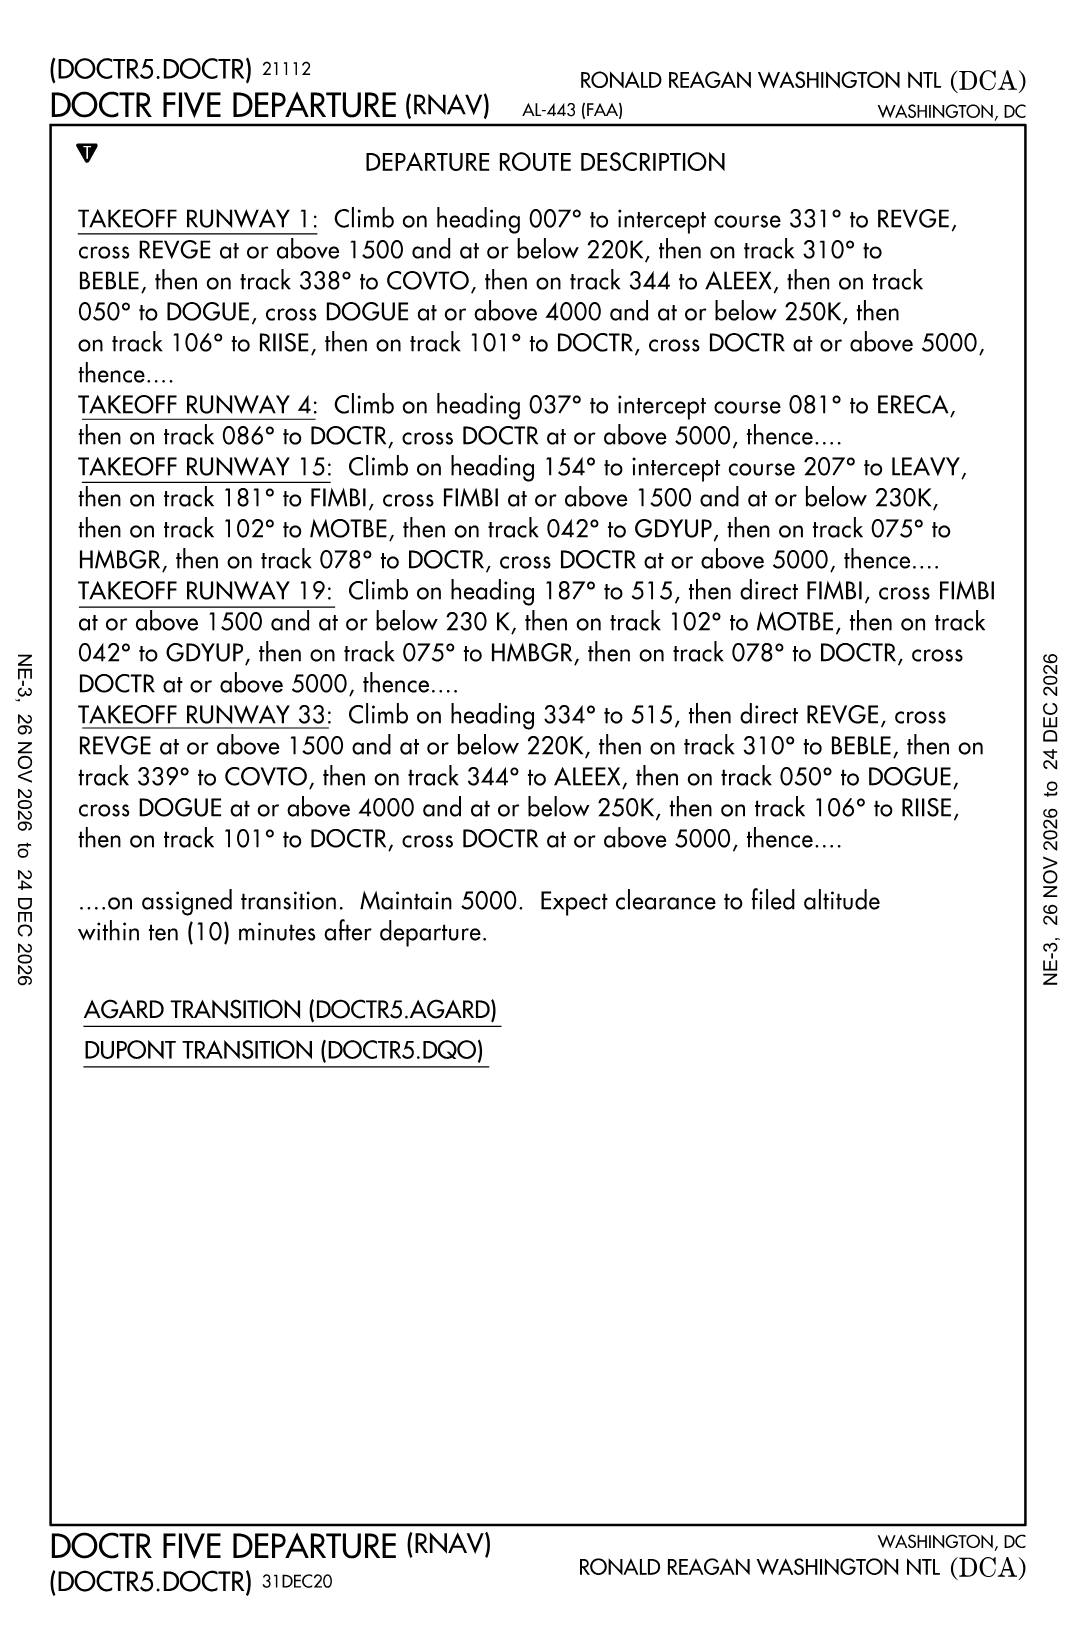 (DOCTR5.DOCTR) 21112
DOCTR FIVE DEPARTURE (RNAV) AL-443 (FAA)
RONALD REAGAN WASHINGTON NTL (DCA)
WASHINGTON, DC
T
DEPARTURE ROUTE DESCRIPTION
TAKEOFF RUNWAY 1: Climb on heading 007° to intercept course 331° to REVGE,
cross REVGE at or above 1500 and at or below 220K, then on track 310° to
BEBLE, then on track 338° to COVTO, then on track 344 to ALEEX, then on track
050° to DOGUE, cross DOGUE at or above 4000 and at or below 250K, then
on track 106° to RIISE, then on track 101° to DOCTR, cross DOCTR at or above 5000,
thence....
TAKEOFF RUNWAY 4: Climb on heading 037° to intercept course 081° to ERECA,
then on track 086° to DOCTR, cross DOCTR at or above 5000, thence....
TAKEOFF RUNWAY 15: Climb on heading 154° to intercept course 207° to LEAVY,
then on track 181° to FIMBI, cross FIMBI at or above 1500 and at or below 230K,
then on track 102° to MOTBE, then on track 042° to GDYUP, then on track 075° to
HMBGR, then on track 078° to DOCTR, cross DOCTR at or above 5000, thence....
TAKEOFF RUNWAY 19: Climb on heading 187° to 515, then direct FIMBI, cross FIMBI
at or above 1500 and at or below 230 K, then on track 102° to MOTBE, then on track
042° to GDYUP, then on track 075° to HMBGR, then on track 078° to DOCTR, cross
DOCTR at or above 5000, thence....
TAKEOFF RUNWAY 33: Climb on heading 334° to 515, then direct REVGE, cross
REVGE at or above 1500 and at or below 220K, then on track 310° to BEBLE, then on
track 339° to COVTO, then on track 344° to ALEEX, then on track 050° to DOGUE,
cross DOGUE at or above 4000 and at or below 250K, then on track 106° to RIISE,
then on track 101° to DOCTR, cross DOCTR at or above 5000, thence....
....on assigned transition. Maintain 5000. Expect clearance to filed altitude
within ten (10) minutes after departure.
AGARD TRANSITION (DOCTR5.AGARD)
DUPONT TRANSITION (DOCTR5.DQO)
NE-3, 26 NOV 2026 to 24 DEC 2026
NE-3, 26 NOV 2026 to 24 DEC 2026
DOCTR FIVE DEPARTURE (RNAV)
(DOCTR5.DOCTR) 31DEC20
WASHINGTON, DC
RONALD REAGAN WASHINGTON NTL (DCA)